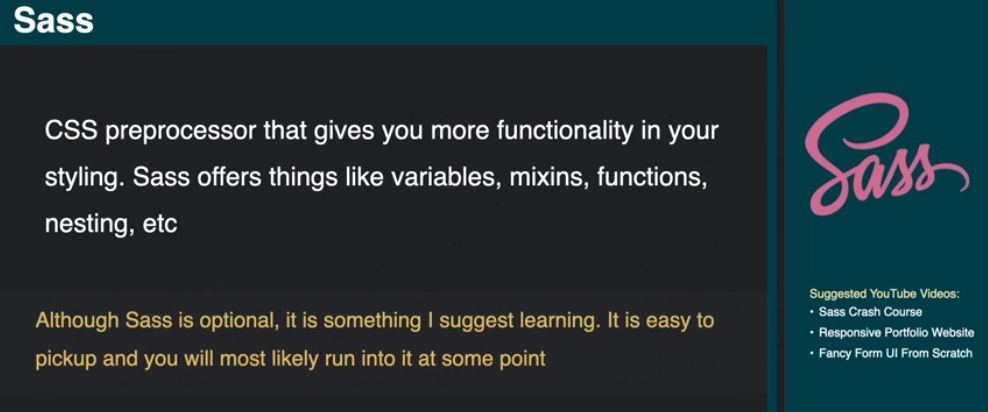 Sass
CSS preprocessor that gives you more functionality in your
styling. Sass offers things like variables, mixins, functions,
nesting, etc
Although Sass is optional, it is something I suggest learning. It is easy to
pickup and you will most likely run into it at some point
Sass
Suggested YouTube Videos:
• Sass Crash Course
• Responsive Portfolio Website
• Fancy Form UI From Scratch